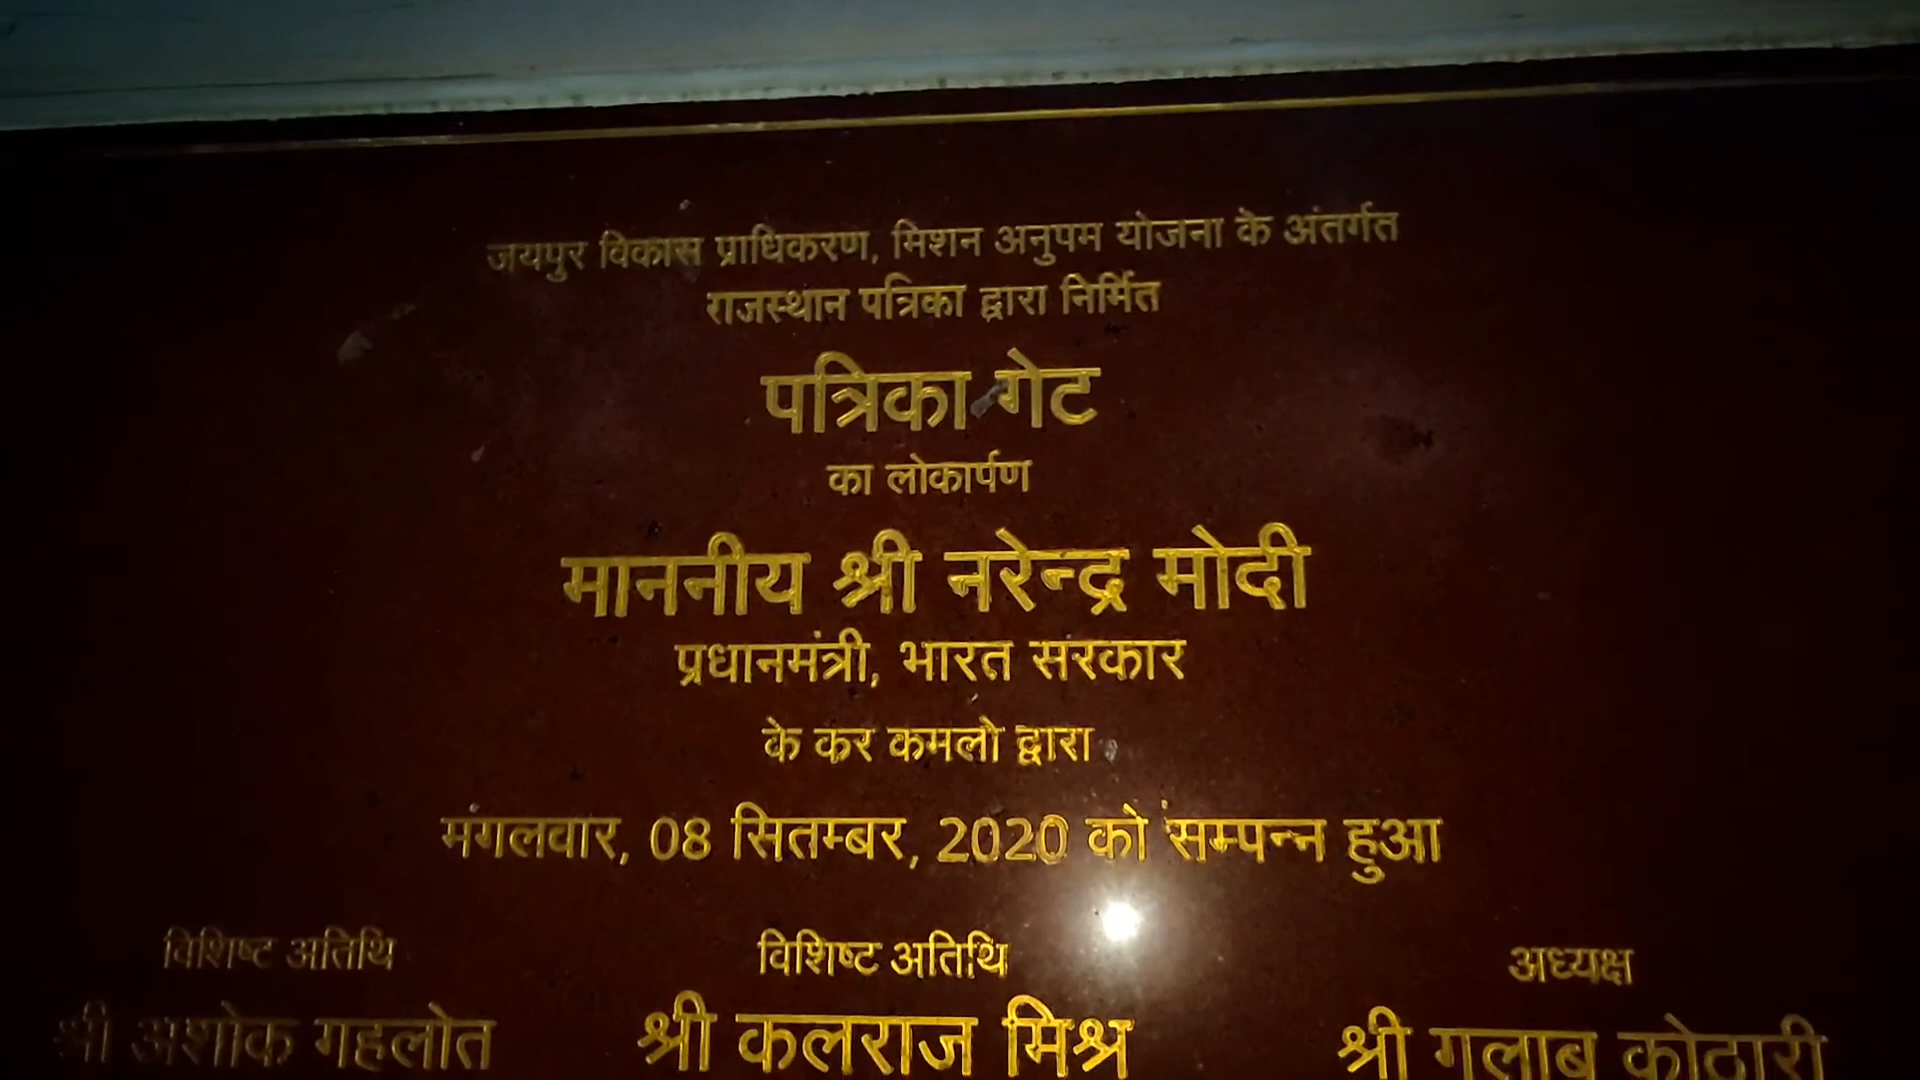 जयपुर विकास प्राधिकरण, मिशन अनुपम योजना के अंतर्गत
राजस्थान पत्रिका द्वारा निर्मित
पत्रिका गेट
का लोकार्पण
माननीय श्री नरेन्द्र मोदी
प्रधानमंत्री, भारत सरकार
के कर कमलो द्वारा
मंगलवार, 08 सितम्बर, 2020 को सम्पन्न हुआ
विशिष्ट अतिथि विशिष्ट अतिथि अध्यक्ष
श्री अशोक गहलोत श्री कलराज मिश्र श्री गुलाब कोठारी